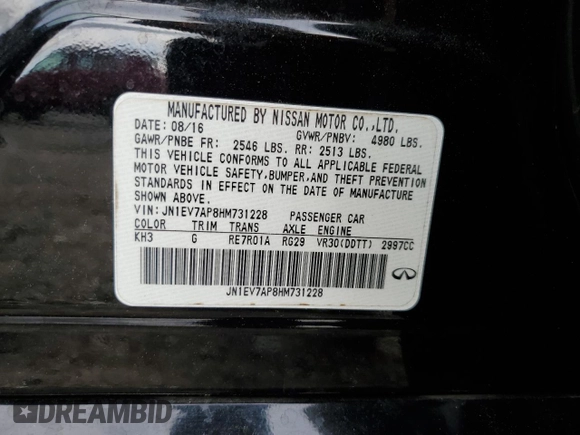 MANUFACTURED BY NISSAN MOTOR CO.,LTD.
DATE: 08/16 GVWR/PNBV: 4980 LBS.
GAWR/PNBE FR: 2546 LBS. RR: 2513 LBS.
THIS VEHICLE CONFORMS TO ALL APPLICABLE FEDERAL
MOTOR VEHICLE SAFETY,BUMPER,AND THEFT PREVENTION
STANDARDS IN EFFECT ON THE DATE OF MANUFACTURE
SHOWN ABOVE.
VIN: JN1EV7AP8HM731228 PASSENGER CAR
COLOR TRIM TRANS AXLE ENGINE
KH3 G RE7R01A RG29 VR30(DDTT) 2997CC
JN1EV7AP8HM731228
INFINITI
DREAMBID